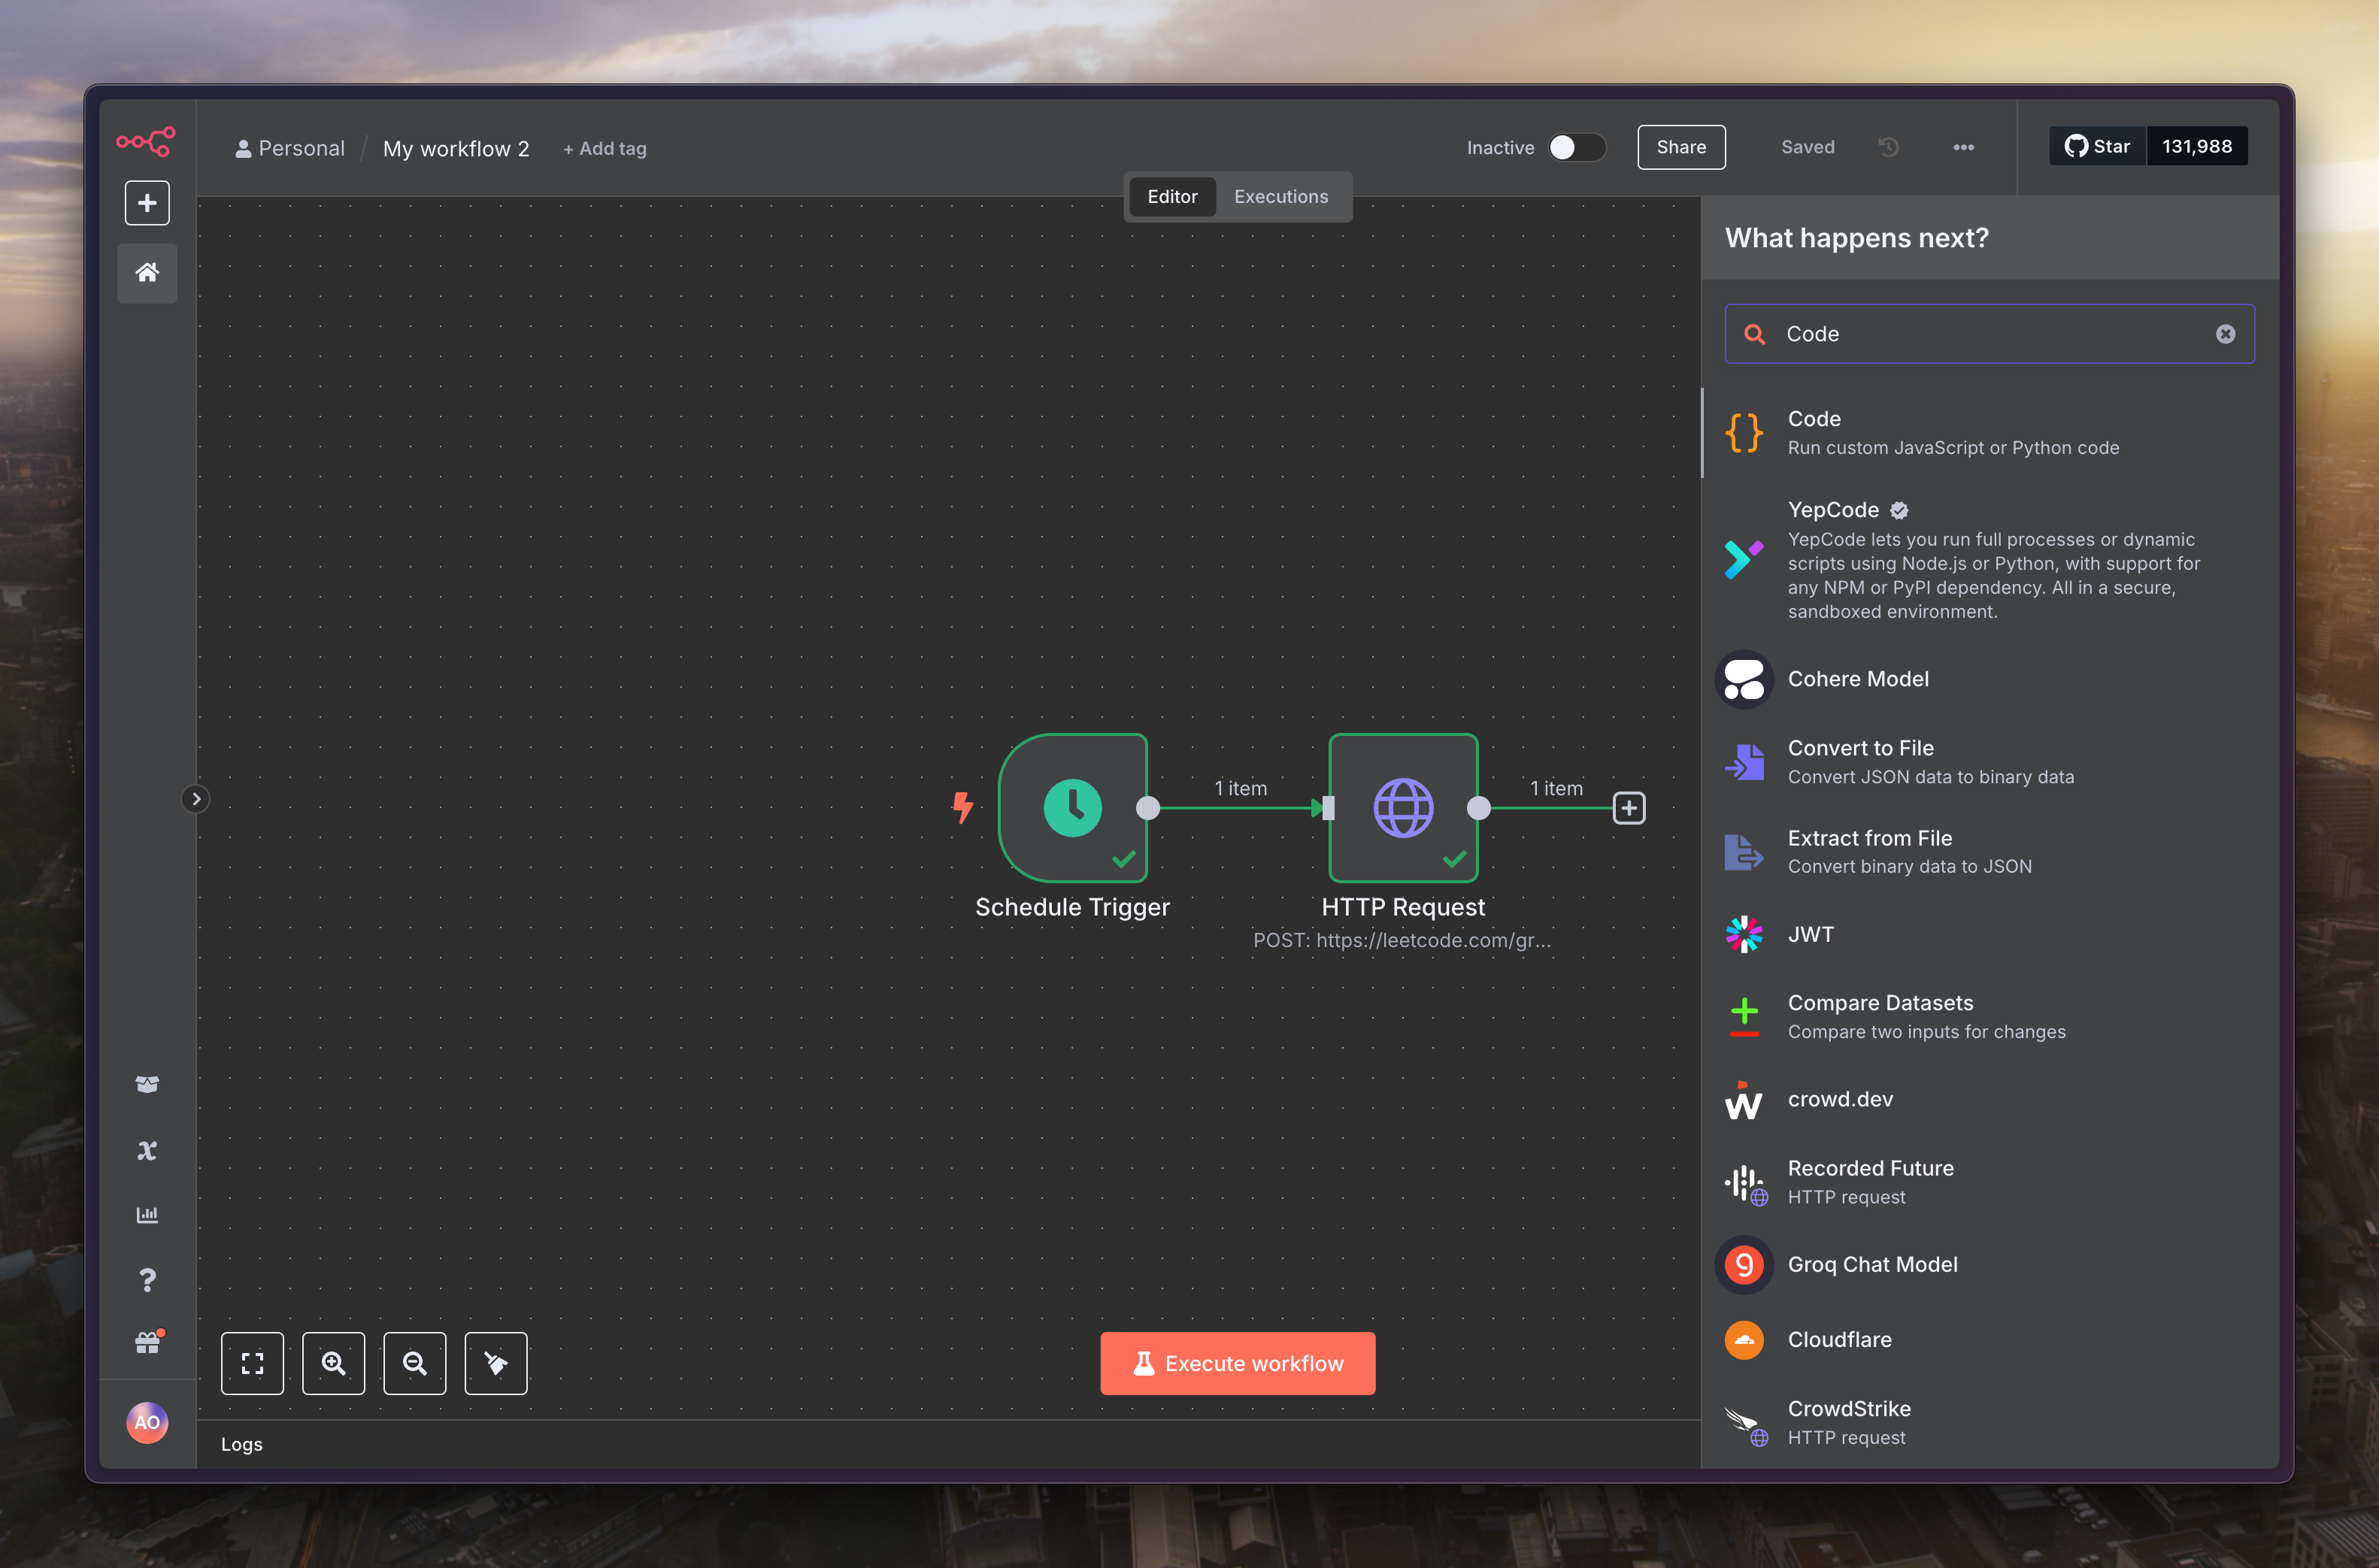 Personal / My workflow 2 + Add tag
Inactive
Share
Saved
Star 131,988
Editor Executions
What happens next?
Code
Code
Run custom JavaScript or Python code
YepCode
YepCode lets you run full processes or dynamic
scripts using Node.js or Python, with support for
any NPM or PyPI dependency. All in a secure,
sandboxed environment.
Cohere Model
Convert to File
Convert JSON data to binary data
Extract from File
Convert binary data to JSON
JWT
Compare Datasets
Compare two inputs for changes
crowd.dev
Recorded Future
HTTP request
Groq Chat Model
Cloudflare
CrowdStrike
HTTP request
1 item
1 item
Schedule Trigger
HTTP Request
POST: https://leetcode.com/gr...
Execute workflow
AO
Logs